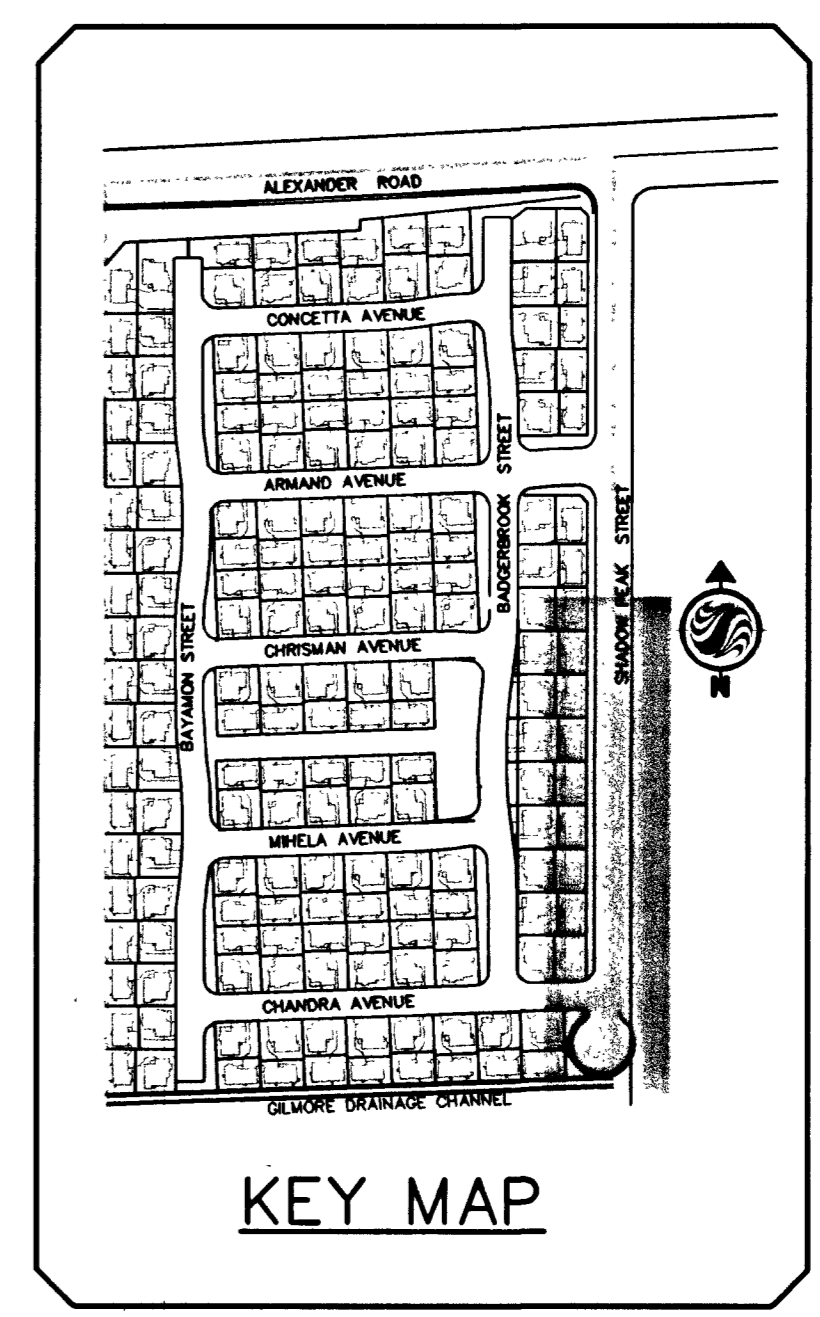 ALEXANDER ROAD
CONCETTA AVENUE
ARMAND AVENUE
BADGERBROOK STREET
SHADOW PEAK STREET
CHRISMAN AVENUE
BAYAMON STREET
N
MIHELA AVENUE
CHANDRA AVENUE
GILMORE DRAINAGE CHANNEL
KEY MAP